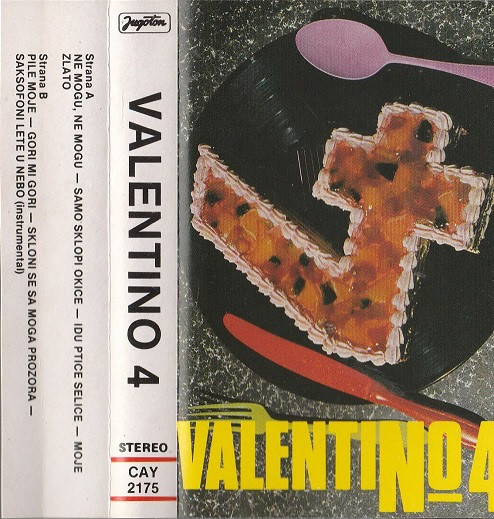 Strana A
NE MOGU, NE MOGU — SAMO SKLOPI OKICE — IDU PTICE SELICE — MOJE
ZLATO
Strana B
PILE MOJE — GORI MI GORI — SKLONI SE SA MOGA PROZORA —
SAKSOFONI LETE U NEBO (instrumental)
Jugoton
VALENTINO 4
STEREO
CAY
2175
VALENTINO 4